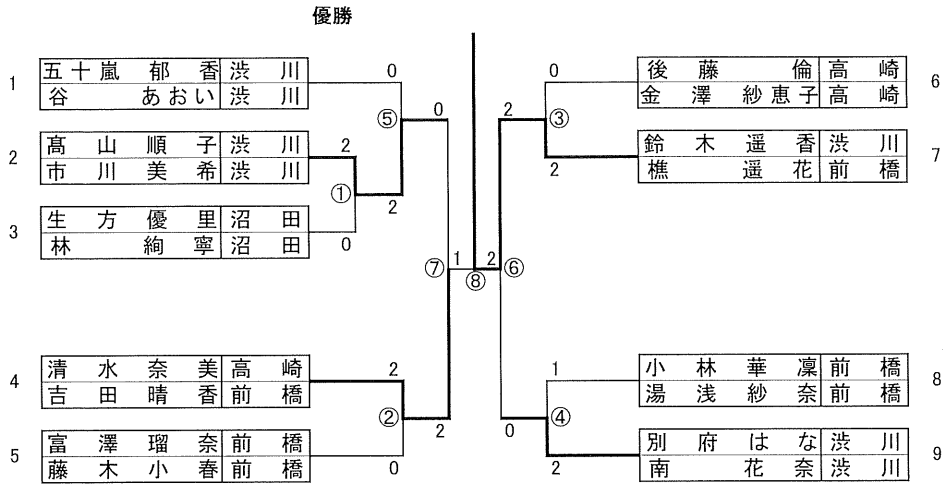 優勝
1
五十嵐 郁香 渋川
谷 あおい 渋川
0
⑤
0
2
髙山順子 渋川
市川美希 渋川
2
①
2
3
生方優里 沼田
林 絢寧 沼田
0
⑦
1
⑧
2
⑥
4
清水奈美 高崎
吉田晴香 前橋
2
②
2
5
富澤瑠奈 前橋
藤木小春 前橋
0
後藤 倫 高崎
金澤紗恵子 高崎
6
0
2
③
鈴木遥香 渋川
樵 遥花 前橋
7
2
小林華凜 前橋
湯浅紗奈 前橋
8
1
④
0
別府はな 渋川
南 花奈 渋川
9
2